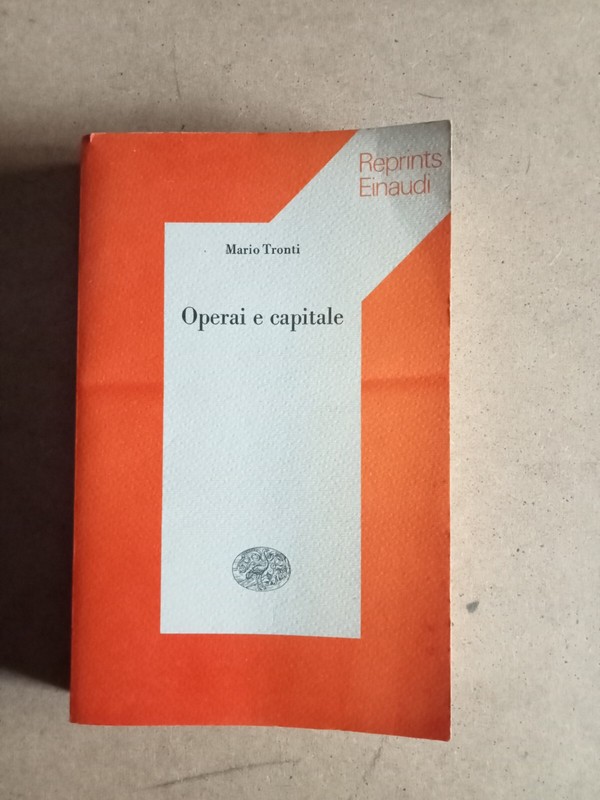 Reprints
Einaudi
Mario Tronti
Operai e capitale